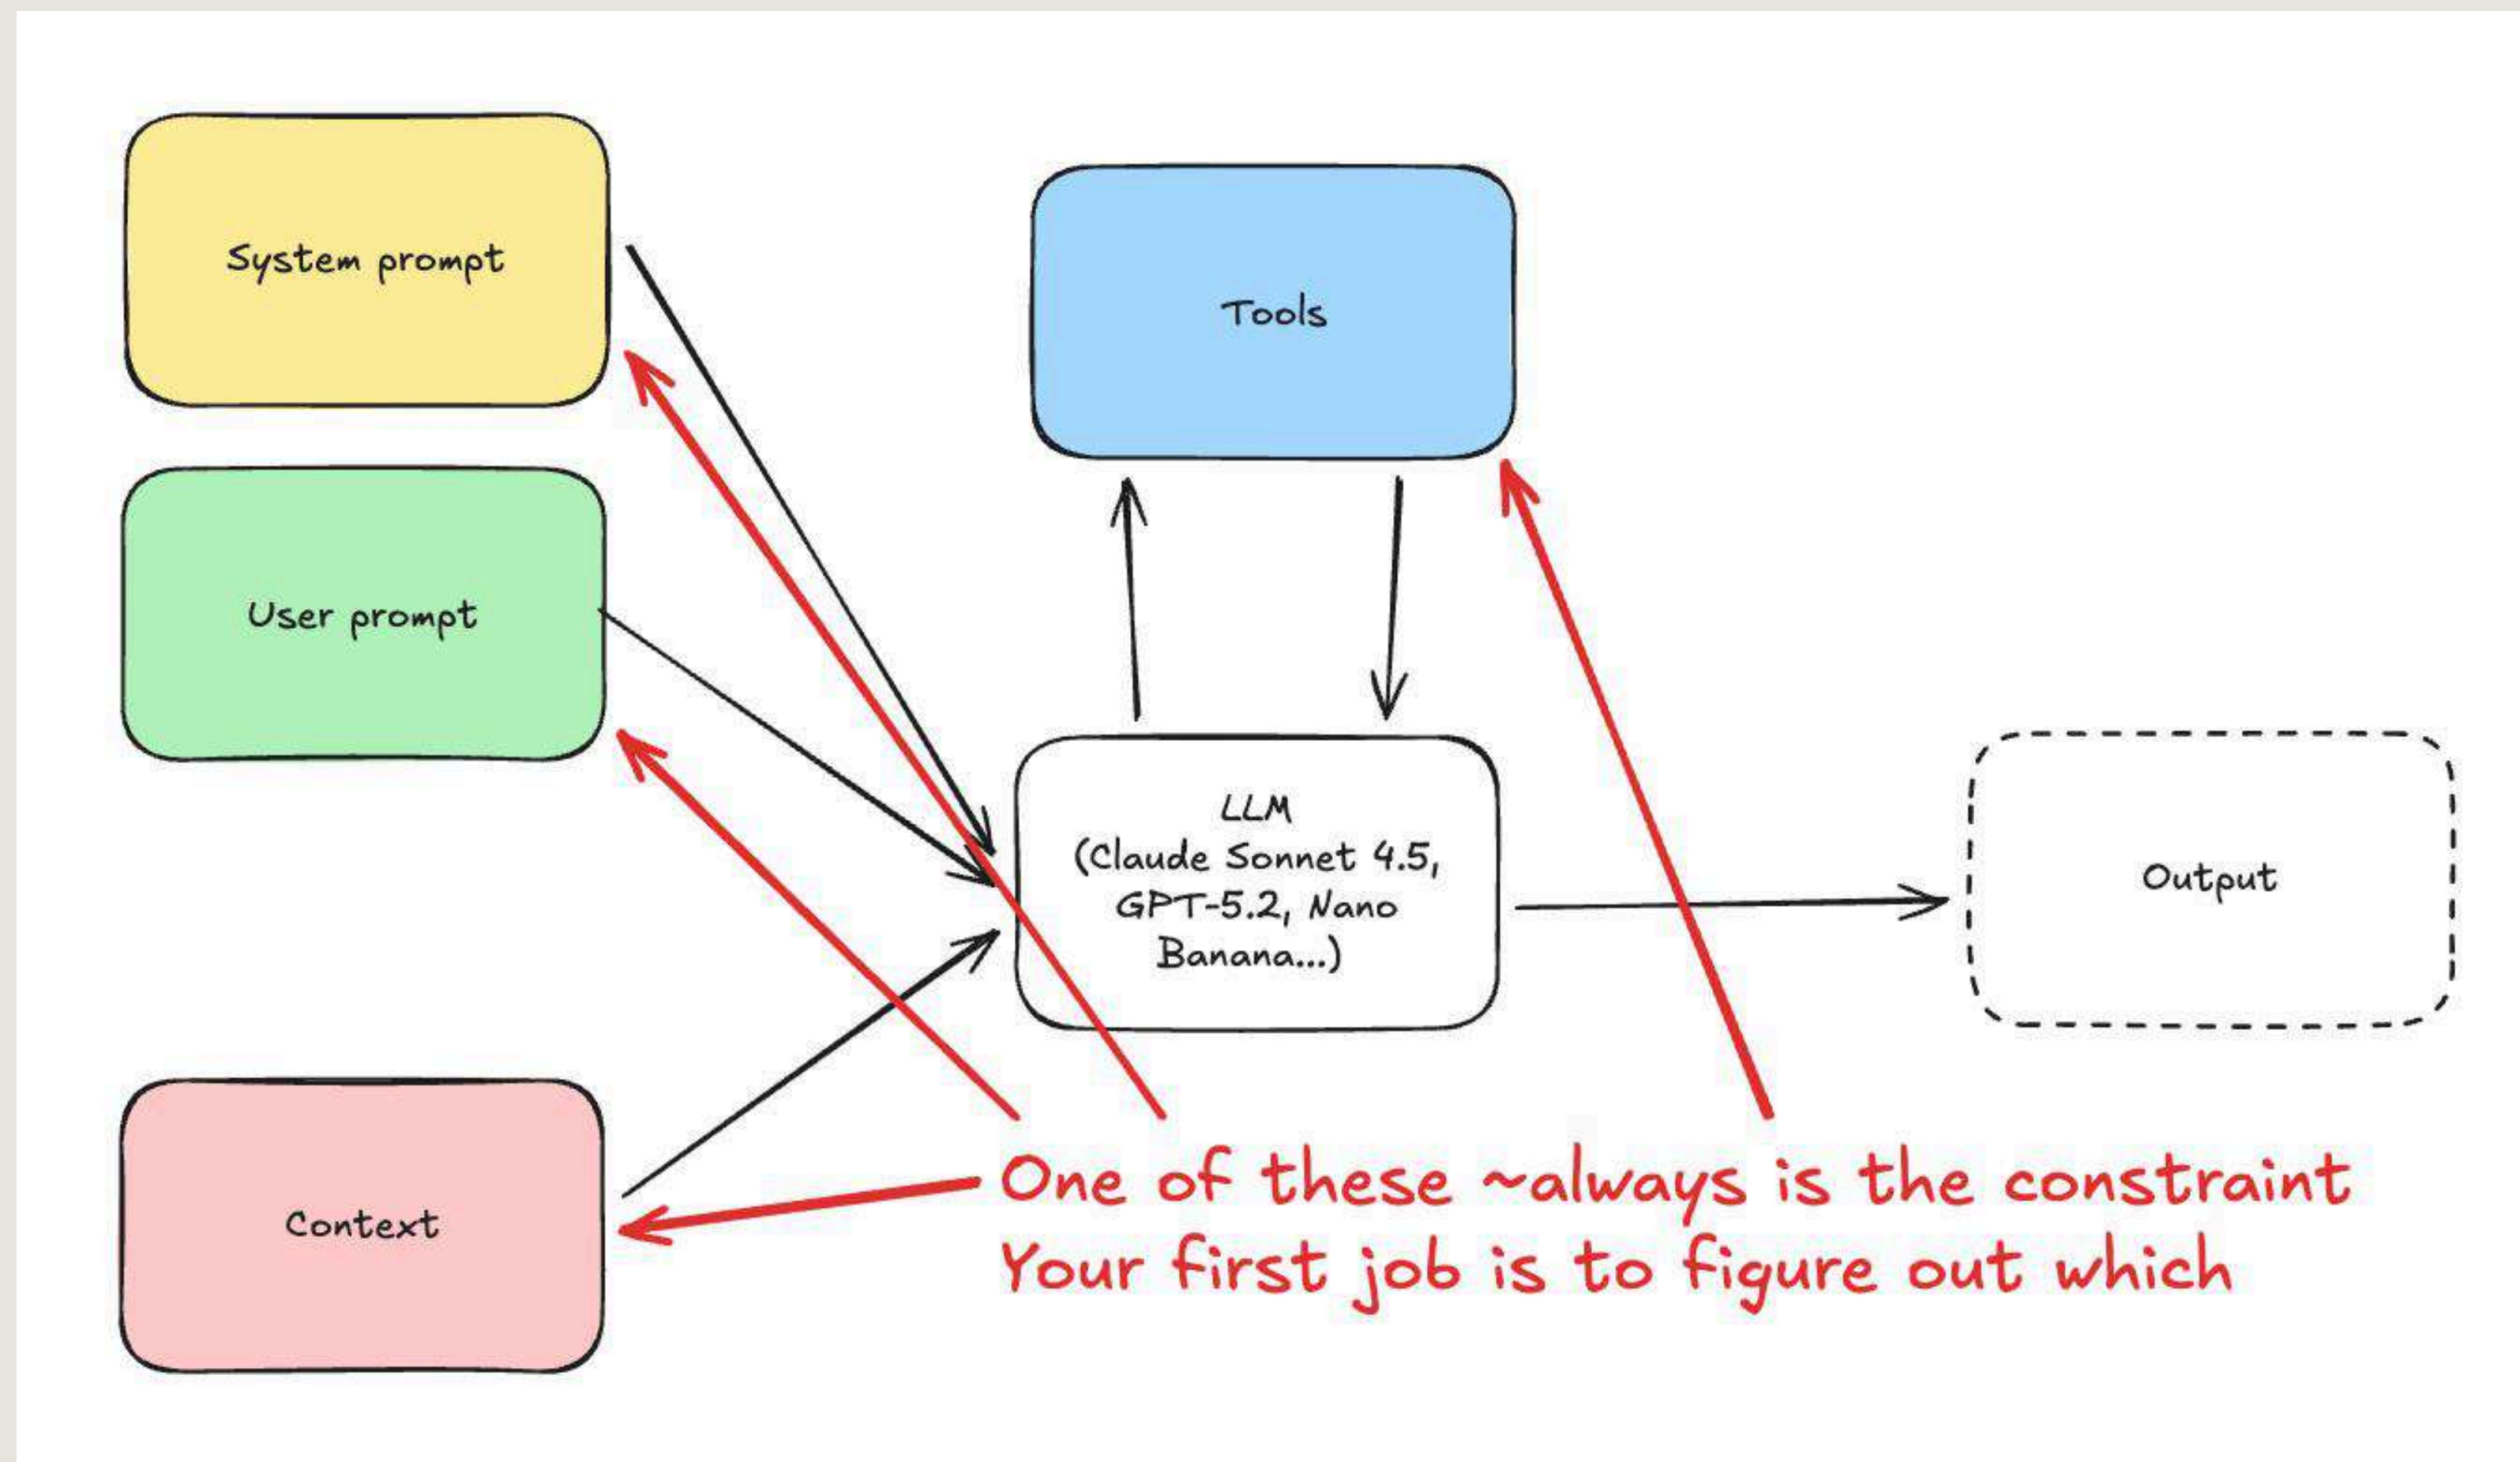 System prompt
Tools
User prompt
LLM
(Claude Sonnet 4.5,
GPT-5.2, Nano
Banana...)
Output
Context
One of these ~always is the constraint
Your first job is to figure out which